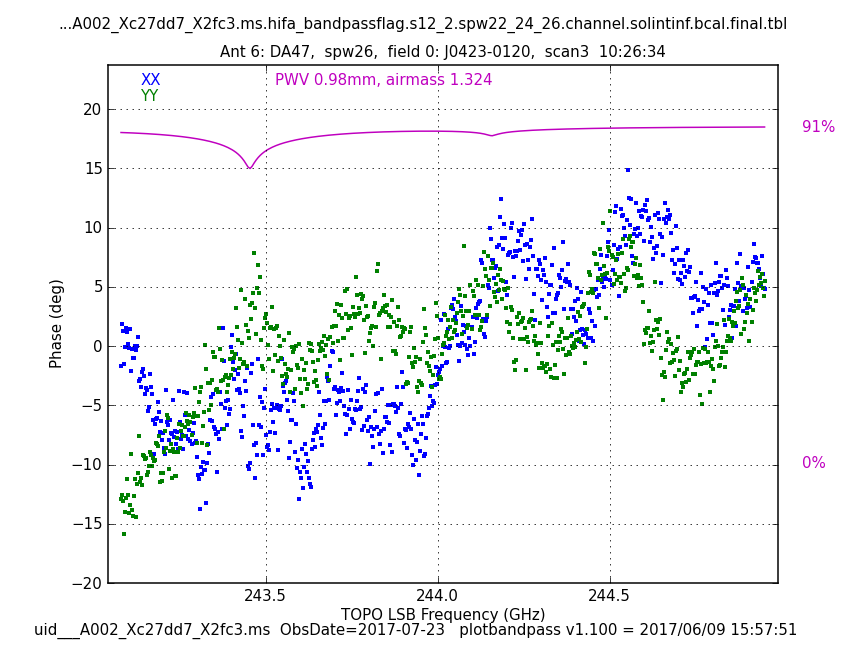 ...A002_Xc27dd7_X2fc3.ms.hifa_bandpassflag.s12_2.spw22_24_26.channel.solintinf.bcal.final.tbl
Ant 6: DA47,  spw26,  field 0: J0423-0120,  scan3  10:26:34
XX
PWV 0.98mm, airmass 1.324
YY
20
91%
15
10
5
0
−5
−10
0%
−15
−20
Phase (deg)
243.5
244.0
244.5
TOPO LSB Frequency (GHz)
uid___A002_Xc27dd7_X2fc3.ms  ObsDate=2017-07-23   plotbandpass v1.100 = 2017/06/09 15:57:51